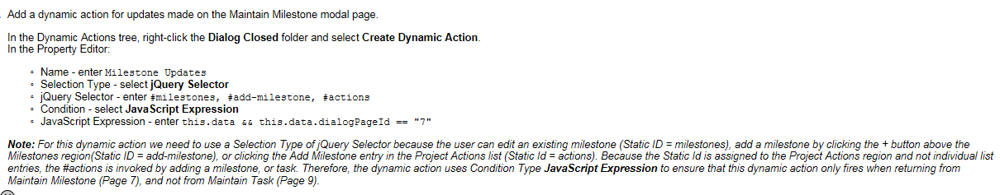 Add a dynamic action for updates made on the Maintain Milestone modal page.
In the Dynamic Actions tree, right-click the Dialog Closed folder and select Create Dynamic Action.
In the Property Editor:
◦ Name - enter Milestone Updates
◦ Selection Type - select jQuery Selector
◦ jQuery Selector - enter #milestones, #add-milestone, #actions
◦ Condition - select JavaScript Expression
◦ JavaScript Expression - enter this.data && this.data.dialogPageId == "7"
Note: For this dynamic action we need to use a Selection Type of jQuery Selector because the user can edit an existing milestone (Static ID = milestones), add a milestone by clicking the + button above the
Milestones region(Static ID = add-milestone), or clicking the Add Milestone entry in the Project Actions list (Static Id = actions). Because the Static Id is assigned to the Project Actions region and not individual list
entries, the #actions is invoked by adding a milestone, or task. Therefore, the dynamic action uses Condition Type JavaScript Expression to ensure that this dynamic action only fires when returning from
Maintain Milestone (Page 7), and not from Maintain Task (Page 9).